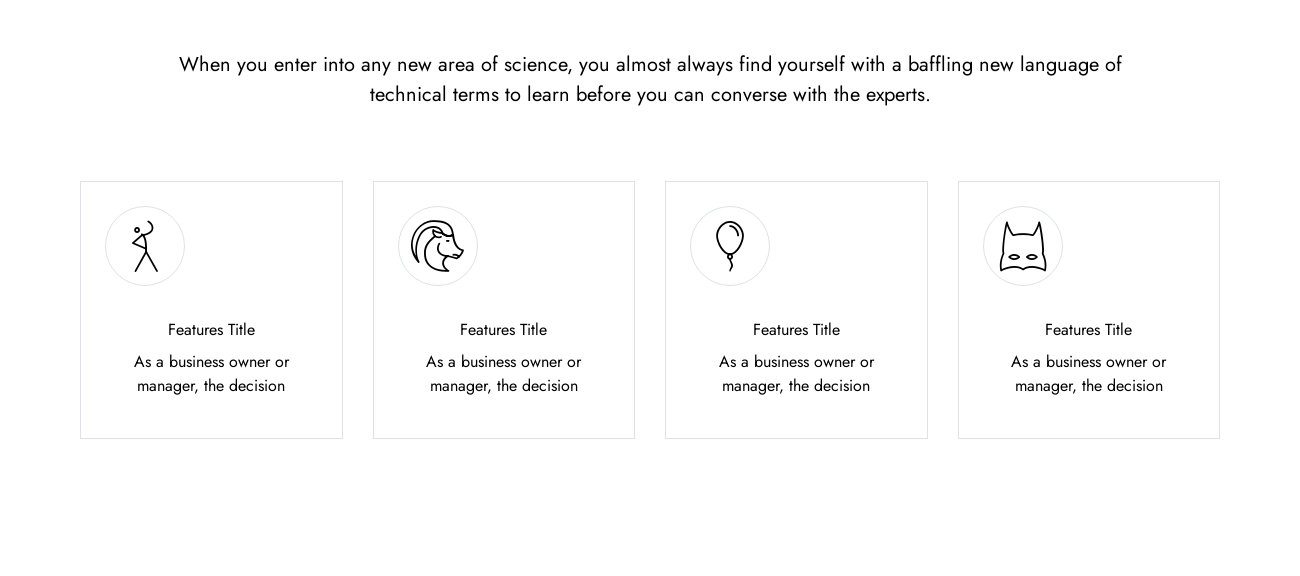 When you enter into any new area of science, you almost always find yourself with a baffling new language of
technical terms to learn before you can converse with the experts.
Features Title
As a business owner or
manager, the decision
Features Title
As a business owner or
manager, the decision
Features Title
As a business owner or
manager, the decision
Features Title
As a business owner or
manager, the decision